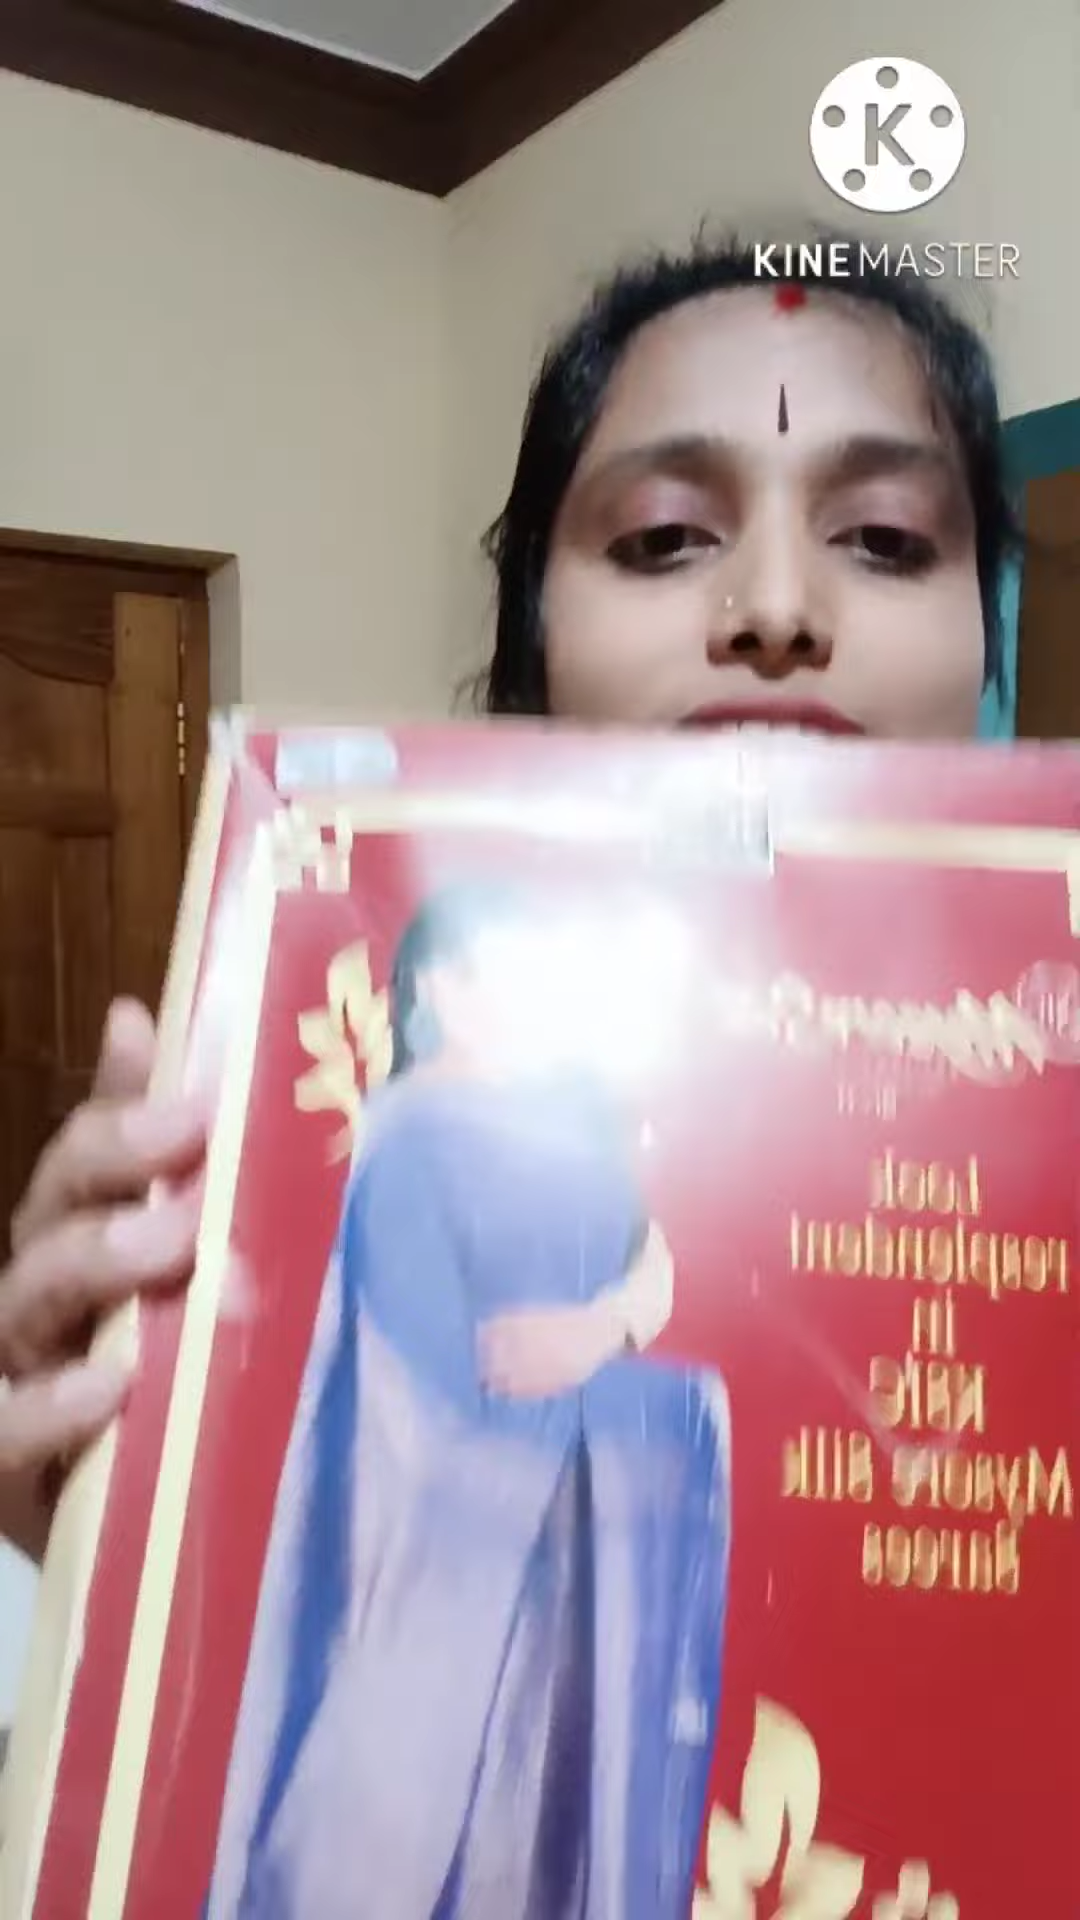 K
KINEMASTER
Look
resplendent
in
KSIC
Mysore Silk
Sarees